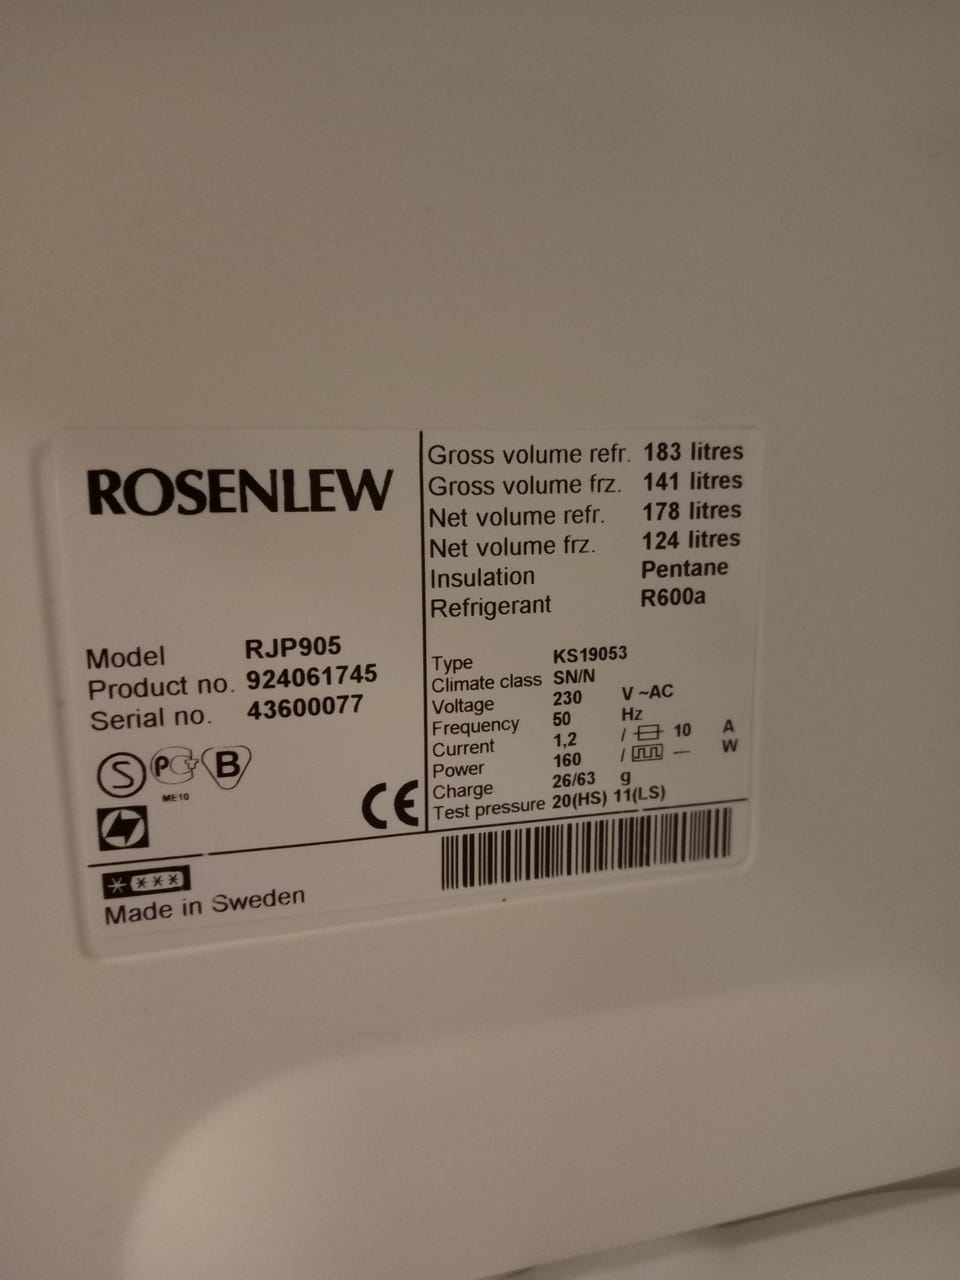 ROSENLEW
Model RJP905
Product no. 924061745
Serial no. 43600077
S PC B
ME10
CE
Made in Sweden
Gross volume refr. 183 litres
Gross volume frz. 141 litres
Net volume refr. 178 litres
Net volume frz. 124 litres
Insulation Pentane
Refrigerant R600a
Type KS19053
Climate class SN/N
Voltage 230 V ~AC
Frequency 50 Hz
Current 1,2 / 10 A
Power 160 / --- W
Charge 26/63 g
Test pressure 20(HS) 11(LS)